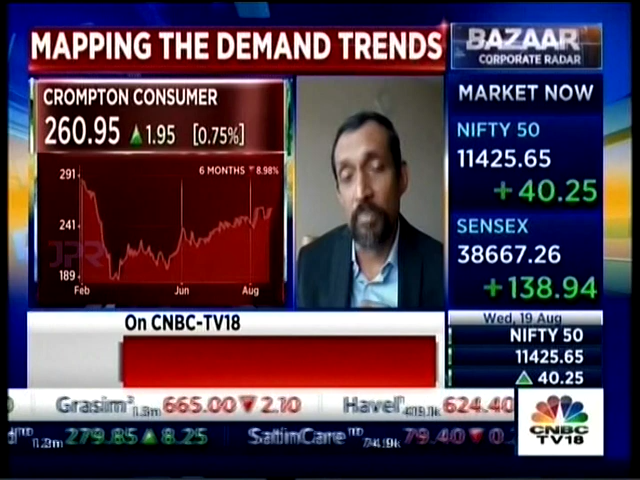 MAPPING THE DEMAND TRENDS
BAZAAR
CORPORATE RADAR
CROMPTON CONSUMER
260.95 ▲ 1.95 [0.75%]
6 MONTHS ▼ 8.98%
291
241
189
Feb Jun Aug
JPR
MARKET NOW
NIFTY 50
11425.65
+ 40.25
SENSEX
38667.26
+ 138.94
On CNBC-TV18
Wed, 19 Aug
NIFTY 50
11425.65
▲ 40.25
Grasim 665.00 ▼ 2.10
Havel 624.40
279.85 ▲ 8.25
SatinCare 79.40 ▼ 0.
CNBC
TV18